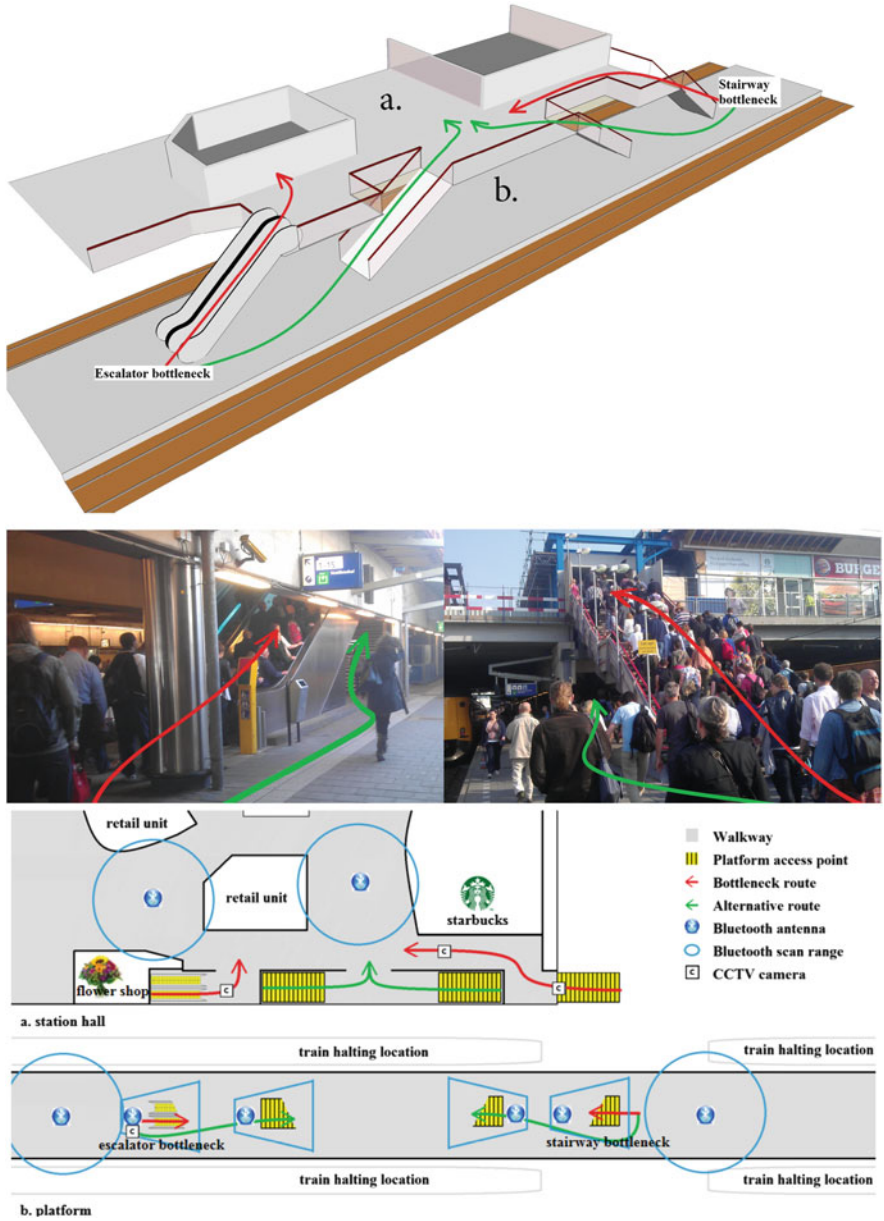 a.
Stairway
bottleneck
b.
Escalator bottleneck
BURGE
retail unit
retail unit
starbucks
flower shop
c
c
c
a. station hall
Walkway
Platform access point
Bottleneck route
Alternative route
Bluetooth antenna
Bluetooth scan range
c CCTV camera
train halting location
train halting location
c
escalator bottleneck
stairway bottleneck
train halting location
train halting location
b. platform